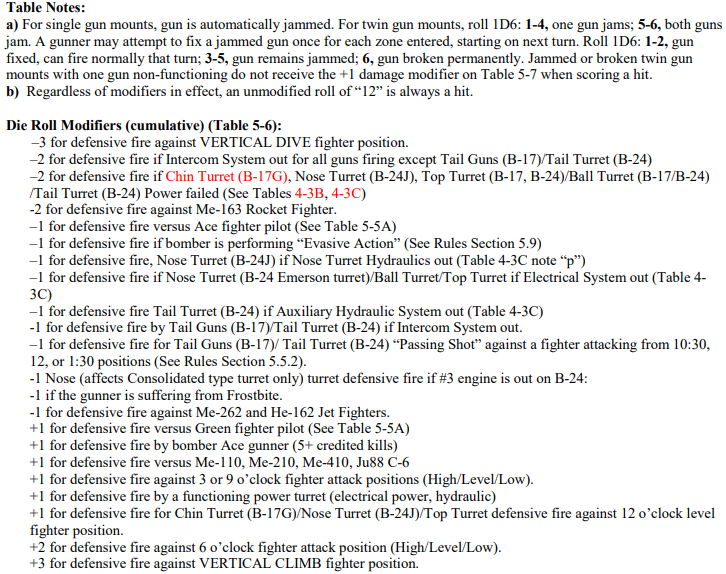 Table Notes:
a) For single gun mounts, gun is automatically jammed. For twin gun mounts, roll 1D6: 1-4, one gun jams; 5-6, both guns
jam. A gunner may attempt to fix a jammed gun once for each zone entered, starting on next turn. Roll 1D6: 1-2, gun
fixed, can fire normally that turn; 3-5, gun remains jammed; 6, gun broken permanently. Jammed or broken twin gun
mounts with one gun non-functioning do not receive the +1 damage modifier on Table 5-7 when scoring a hit.
b) Regardless of modifiers in effect, an unmodified roll of “12” is always a hit.
Die Roll Modifiers (cumulative) (Table 5-6):
–3 for defensive fire against VERTICAL DIVE fighter position.
–2 for defensive fire if Intercom System out for all guns firing except Tail Guns (B-17)/Tail Turret (B-24)
–2 for defensive fire if Chin Turret (B-17G), Nose Turret (B-24J), Top Turret (B-17, B-24)/Ball Turret (B-17/B-24)
/Tail Turret (B-24) Power failed (See Tables 4-3B, 4-3C)
-2 for defensive fire against Me-163 Rocket Fighter.
–1 for defensive fire versus Ace fighter pilot (See Table 5-5A)
–1 for defensive fire if bomber is performing “Evasive Action” (See Rules Section 5.9)
–1 for defensive fire, Nose Turret (B-24J) if Nose Turret Hydraulics out (Table 4-3C note “p”)
–1 for defensive fire if Nose Turret (B-24 Emerson turret)/Ball Turret/Top Turret if Electrical System out (Table 4-
3C)
–1 for defensive fire Tail Turret (B-24) if Auxiliary Hydraulic System out (Table 4-3C)
-1 for defensive fire by Tail Guns (B-17)/Tail Turret (B-24) if Intercom System out.
–1 for defensive fire for Tail Guns (B-17)/ Tail Turret (B-24) “Passing Shot” against a fighter attacking from 10:30,
12, or 1:30 positions (See Rules Section 5.5.2).
-1 Nose (affects Consolidated type turret only) turret defensive fire if #3 engine is out on B-24:
-1 if the gunner is suffering from Frostbite.
-1 for defensive fire against Me-262 and He-162 Jet Fighters.
+1 for defensive fire versus Green fighter pilot (See Table 5-5A)
+1 for defensive fire by bomber Ace gunner (5+ credited kills)
+1 for defensive fire versus Me-110, Me-210, Me-410, Ju88 C-6
+1 for defensive fire against 3 or 9 o’clock fighter attack positions (High/Level/Low).
+1 for defensive fire by a functioning power turret (electrical power, hydraulic)
+1 for defensive fire for Chin Turret (B-17G)/Nose Turret (B-24J)/Top Turret defensive fire against 12 o’clock level
fighter position.
+2 for defensive fire against 6 o’clock fighter attack position (High/Level/Low).
+3 for defensive fire against VERTICAL CLIMB fighter position.